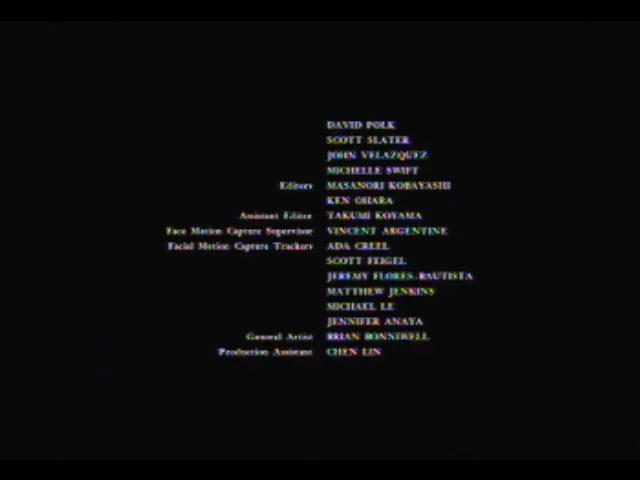 DAVID POLK
SCOTT SLATER
JOHN VELAZQUEZ
MICHELLE SWIFT
Editors MASANORI KOBAYASHI
KEN OHARA
Assistant Editor TAKUMI KOYAMA
Face Motion Capture Supervisor VINCENT ARGENTINE
Facial Motion Capture Trackers ADA CREEL
SCOTT FEIGEL
JEREMY FLORES-BAUTISTA
MATTHEW JENKINS
MICHAEL LE
JENNIFER ANAYA
General Artist BRIAN BONNIWELL
Production Assistant CHEN LIN